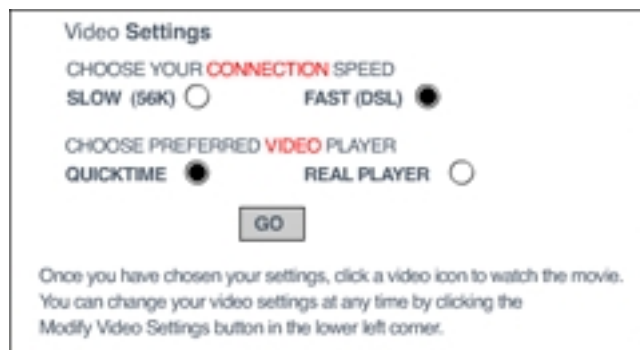 Video Settings
CHOOSE YOUR CONNECTION SPEED
SLOW (56K) FAST (DSL)
CHOOSE PREFERRED VIDEO PLAYER
QUICKTIME REAL PLAYER
GO
Once you have chosen your settings, click a video icon to watch the movie.
You can change your video settings at any time by clicking the
Modify Video Settings button in the lower left corner.